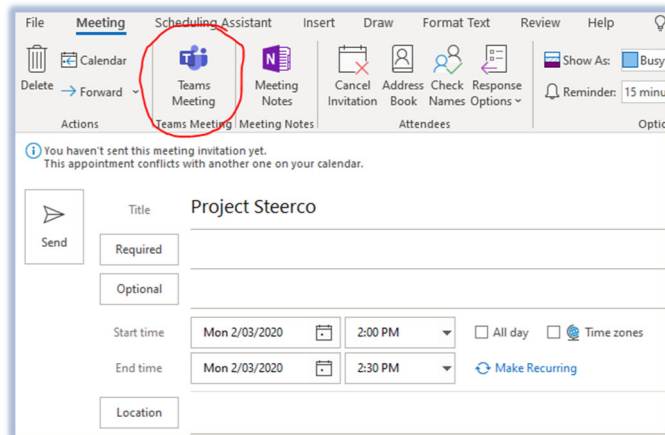 File Meeting Scheduling Assistant Insert Draw Format Text Review Help
Delete
Calendar
Forward
Actions
Teams
Meeting
Teams Meeting
Meeting
Notes
Meeting Notes
Cancel
Invitation
Address
Book
Check
Names
Response
Options
Attendees
Show As: Busy
Reminder: 15 minu
Optic
You haven't sent this meeting invitation yet.
This appointment conflicts with another one on your calendar.
Send
Title Project Steerco
Required
Optional
Start time Mon 2/03/2020 2:00 PM All day Time zones
End time Mon 2/03/2020 2:30 PM Make Recurring
Location